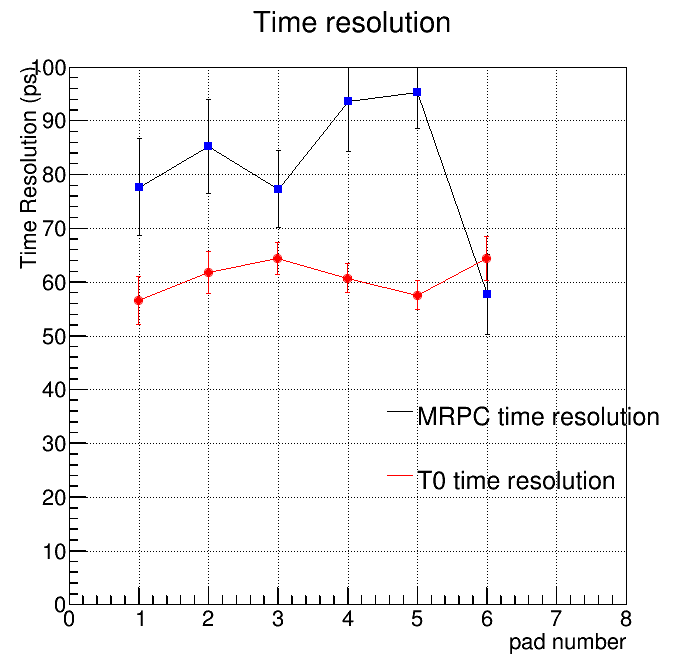 Time resolution
Time Resolution (ps)
100
90
80
70
60
50
40
30
20
10
0
MRPC time resolution
T0 time resolution
0 1 2 3 4 5 6 7 8
pad number